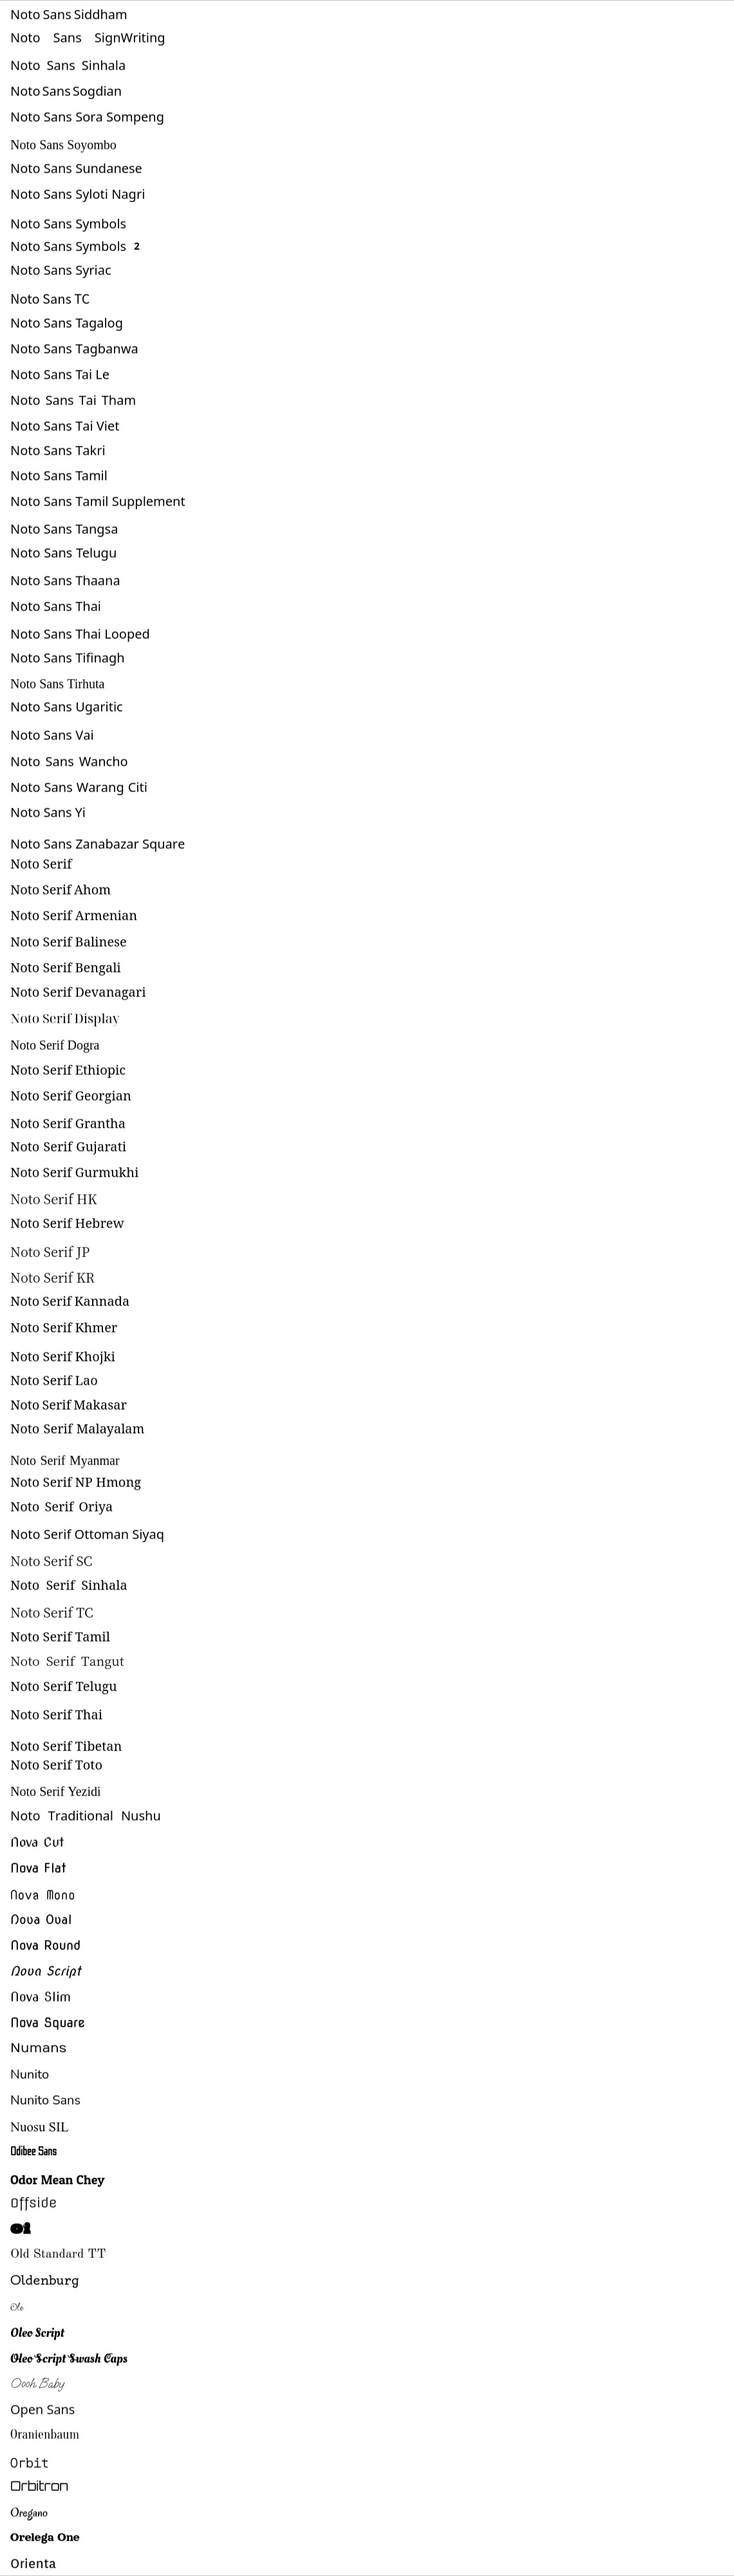 Noto Sans Siddham
Noto Sans SignWriting
Noto Sans Sinhala
Noto Sans Sogdian
Noto Sans Sora Sompeng
Noto Sans Soyombo
Noto Sans Sundanese
Noto Sans Syloti Nagri
Noto Sans Symbols
Noto Sans Symbols 2
Noto Sans Syriac
Noto Sans TC
Noto Sans Tagalog
Noto Sans Tagbanwa
Noto Sans Tai Le
Noto Sans Tai Tham
Noto Sans Tai Viet
Noto Sans Takri
Noto Sans Tamil
Noto Sans Tamil Supplement
Noto Sans Tangsa
Noto Sans Telugu
Noto Sans Thaana
Noto Sans Thai
Noto Sans Thai Looped
Noto Sans Tifinagh
Noto Sans Tirhuta
Noto Sans Ugaritic
Noto Sans Vai
Noto Sans Wancho
Noto Sans Warang Citi
Noto Sans Yi
Noto Sans Zanabazar Square
Noto Serif
Noto Serif Ahom
Noto Serif Armenian
Noto Serif Balinese
Noto Serif Bengali
Noto Serif Devanagari
Noto Serif Display
Noto Serif Dogra
Noto Serif Ethiopic
Noto Serif Georgian
Noto Serif Grantha
Noto Serif Gujarati
Noto Serif Gurmukhi
Noto Serif HK
Noto Serif Hebrew
Noto Serif JP
Noto Serif KR
Noto Serif Kannada
Noto Serif Khmer
Noto Serif Khojki
Noto Serif Lao
Noto Serif Makasar
Noto Serif Malayalam
Noto Serif Myanmar
Noto Serif NP Hmong
Noto Serif Oriya
Noto Serif Ottoman Siyaq
Noto Serif SC
Noto Serif Sinhala
Noto Serif TC
Noto Serif Tamil
Noto Serif Tangut
Noto Serif Telugu
Noto Serif Thai
Noto Serif Tibetan
Noto Serif Toto
Noto Serif Yezidi
Noto Traditional Nushu
Nova Cut
Nova Flat
Nova Mono
Nova Oval
Nova Round
Nova Script
Nova Slim
Nova Square
Numans
Nunito
Nunito Sans
Nuosu SIL
Odibee Sans
Odor Mean Chey
Offside
Oi
Old Standard TT
Oldenburg
Ole
Oleo Script
Oleo Script Swash Caps
Oooh Baby
Open Sans
Oranienbaum
Orbit
Orbitron
Oregano
Orelega One
Orienta